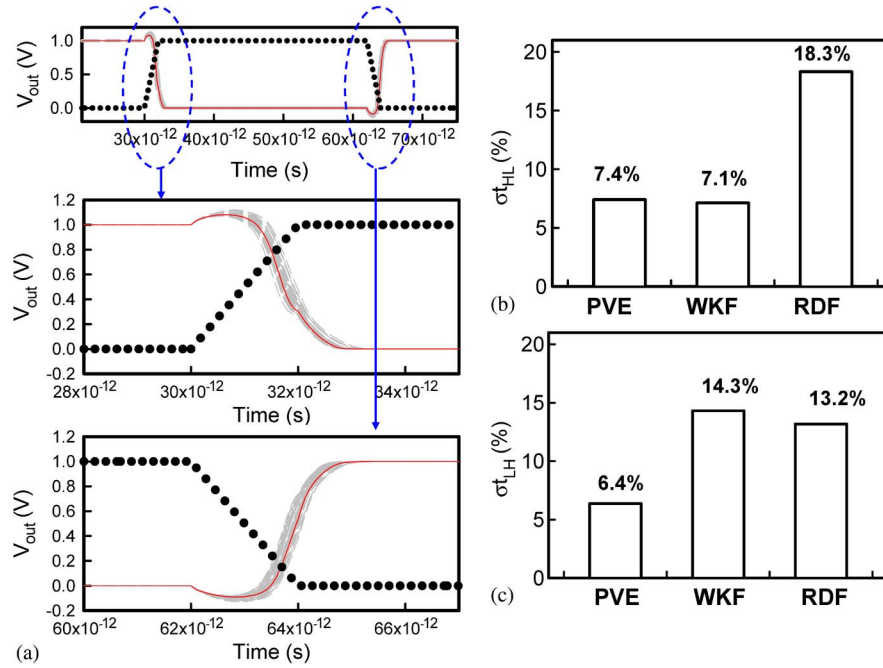 V_out (V)
1.0
0.5
0.0
30x10^-12 40x10^-12 50x10^-12 60x10^-12 70x10^-12
Time (s)
V_out (V)
1.2
1.0
0.8
0.6
0.4
0.2
0.0
-0.2
28x10^-12 30x10^-12 32x10^-12 34x10^-12
Time (s)
V_out (V)
1.2
1.0
0.8
0.6
0.4
0.2
0.0
-0.2
60x10^-12 62x10^-12 64x10^-12 66x10^-12
(a) Time (s)
σt_HL (%)
20
15
10
5
0
7.4%
7.1%
18.3%
(b) PVE WKF RDF
σt_LH (%)
20
15
10
5
0
6.4%
14.3%
13.2%
(c) PVE WKF RDF